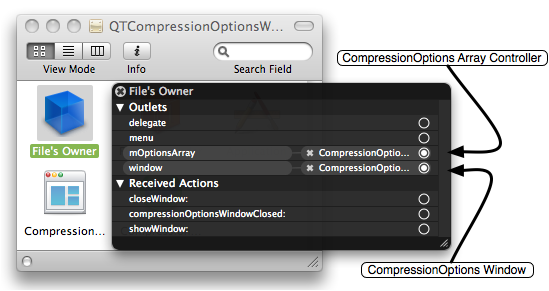 QTCompressionOptionsW...
View Mode
Info
Search Field
CompressionOptions Array Controller
File's Owner
Outlets
delegate
menu
mOptionsArray
CompressionOptio...
window
CompressionOptio...
Received Actions
closeWindow:
compressionOptionsWindowClosed:
showWindow:
File's Owner
Compression...
CompressionOptions Window